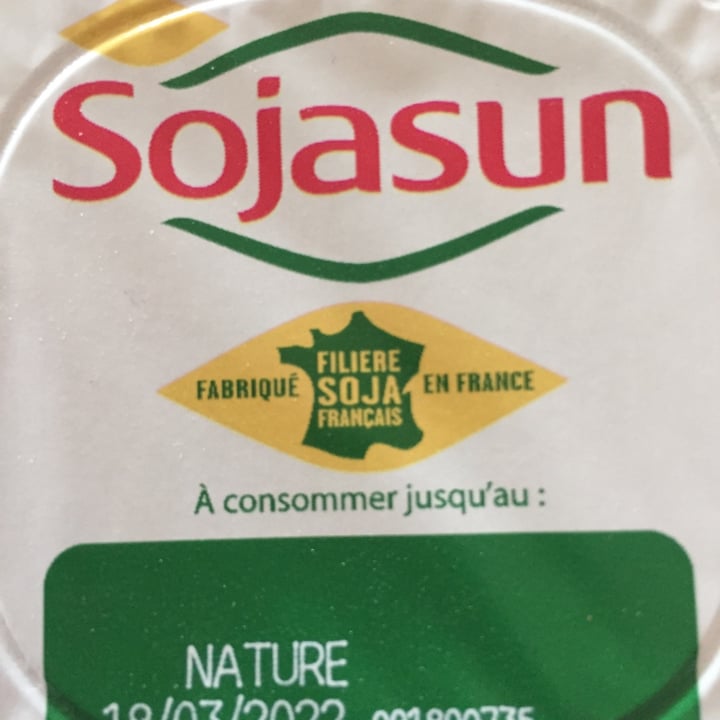 Sojasun
FABRIQUÉ FILIERE SOJA FRANÇAIS EN FRANCE
À consommer jusqu'au :
NATURE